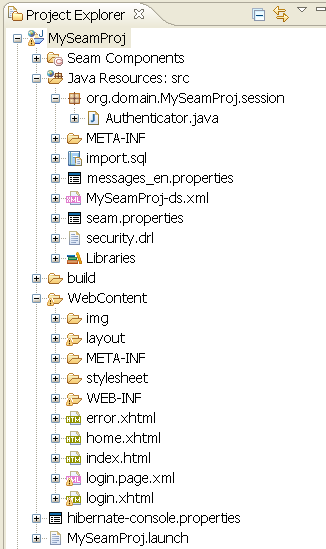 Project Explorer
MySeamProj
Seam Components
Java Resources: src
org.domain.MySeamProj.session
Authenticator.java
META-INF
import.sql
messages_en.properties
MySeamProj-ds.xml
seam.properties
security.drl
Libraries
build
WebContent
img
layout
META-INF
stylesheet
WEB-INF
error.xhtml
home.xhtml
index.html
login.page.xml
login.xhtml
hibernate-console.properties
MySeamProj.launch